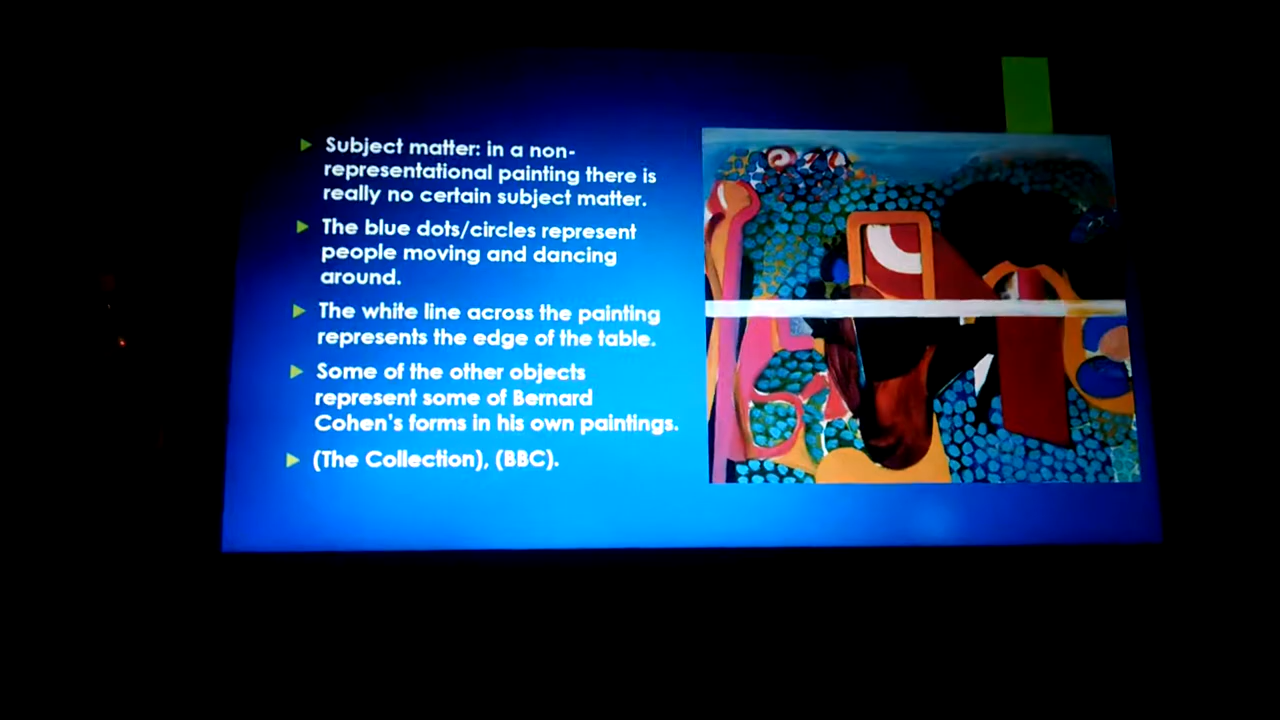 Subject matter: in a non-
representational painting there is
really no certain subject matter.
The blue dots/circles represent
people moving and dancing
around.
The white line across the painting
represents the edge of the table.
Some of the other objects
represent some of Bernard
Cohen's forms in his own paintings.
(The Collection), (BBC).